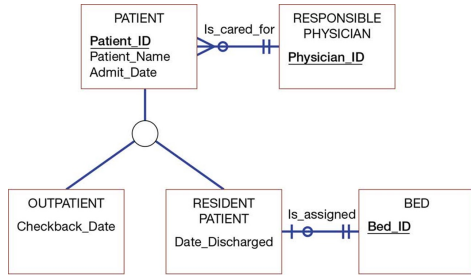 PATIENT
Patient_ID
Patient_Name
Admit_Date
Is_cared_for
RESPONSIBLE
PHYSICIAN
Physician_ID
OUTPATIENT
Checkback_Date
RESIDENT
PATIENT
Date_Discharged
Is_assigned
BED
Bed_ID